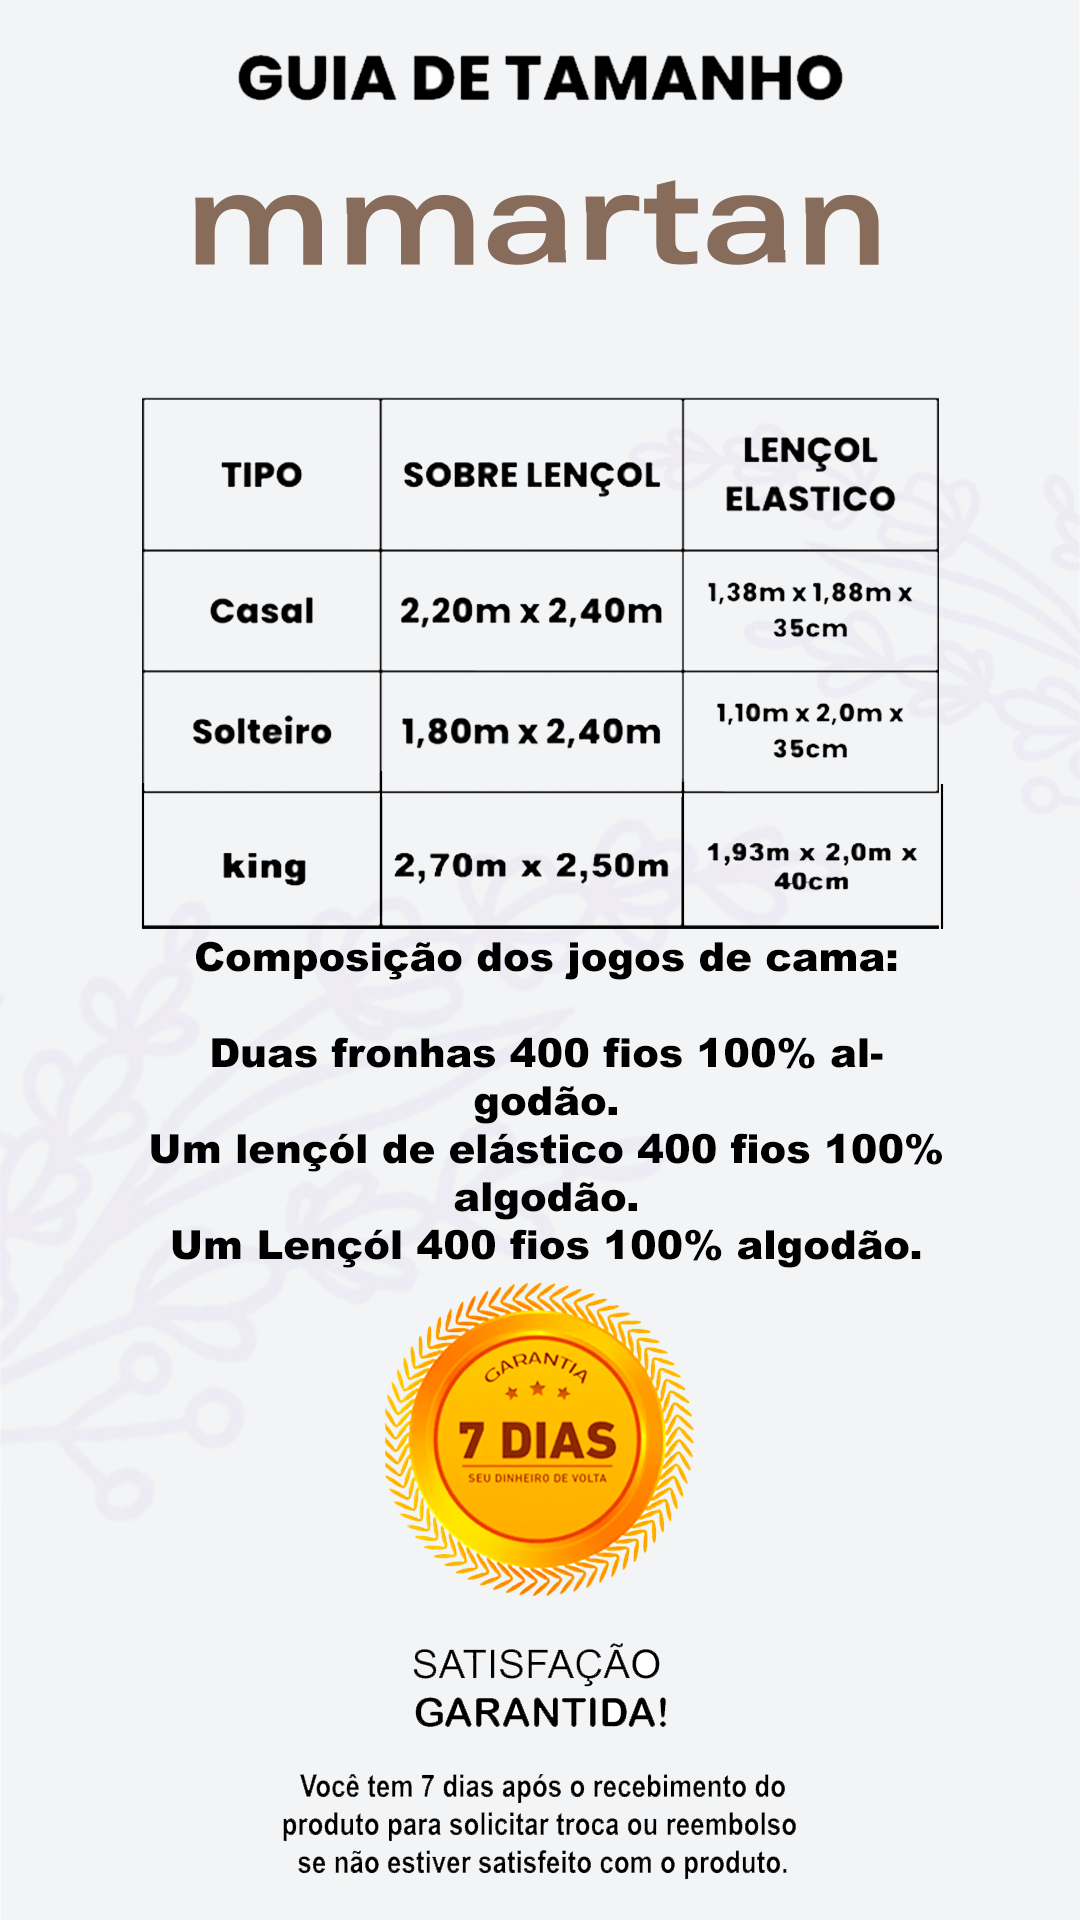 GUIA DE TAMANHO
mmartan
TIPO
SOBRE LENÇOL
LENÇOL
ELASTICO
Casal
2,20m x 2,40m
1,38m x 1,88m x
35cm
Solteiro
1,80m x 2,40m
1,10m x 2,0m x
35cm
king
2,70m x 2,50m
1,93m x 2,0m x
40cm
Composição dos jogos de cama:
Duas fronhas 400 fios 100% al-
godão.
Um lençól de elástico 400 fios 100%
algodão.
Um Lençól 400 fios 100% algodão.
GARANTIA
7 DIAS
SEU DINHEIRO DE VOLTA
SATISFAÇÃO
GARANTIDA!
Você tem 7 dias após o recebimento do
produto para solicitar troca ou reembolso
se não estiver satisfeito com o produto.